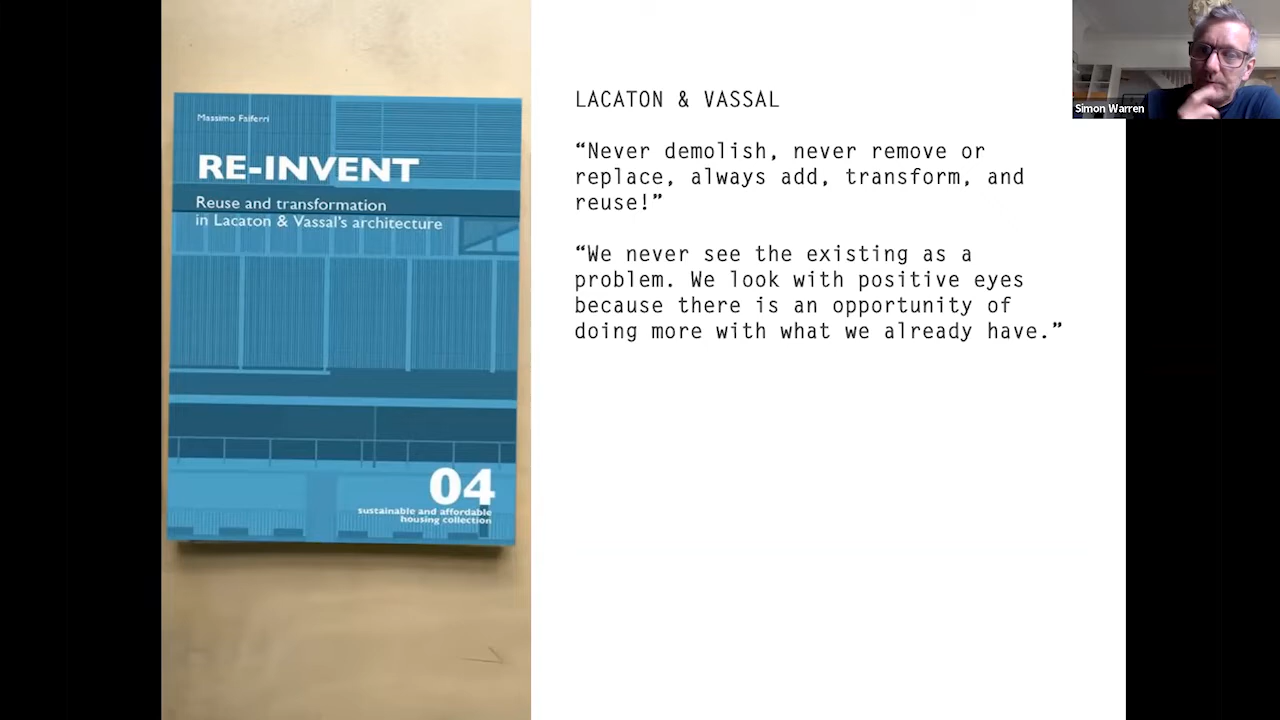 Massimo Faiferri
RE-INVENT
Reuse and transformation
in Lacaton & Vassal's architecture
04
sustainable and affordable
housing collection
LACATON & VASSAL
“Never demolish, never remove or
replace, always add, transform, and
reuse!”
“We never see the existing as a
problem. We look with positive eyes
because there is an opportunity of
doing more with what we already have.”
Simon Warren